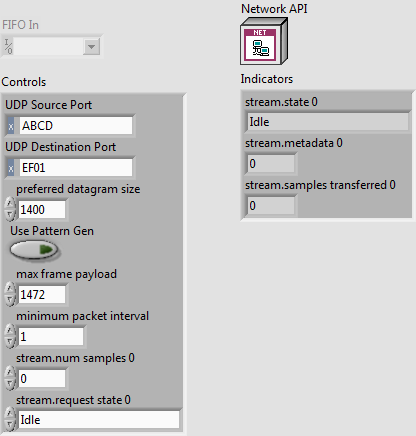 FIFO In
I/O
Controls
UDP Source Port
x ABCD
UDP Destination Port
x EF01
preferred datagram size
1400
Use Pattern Gen
max frame payload
1472
minimum packet interval
1
stream.num samples 0
0
stream.request state 0
Idle
Network API
NET
Indicators
stream.state 0
Idle
stream.metadata 0
0
stream.samples transferred 0
0